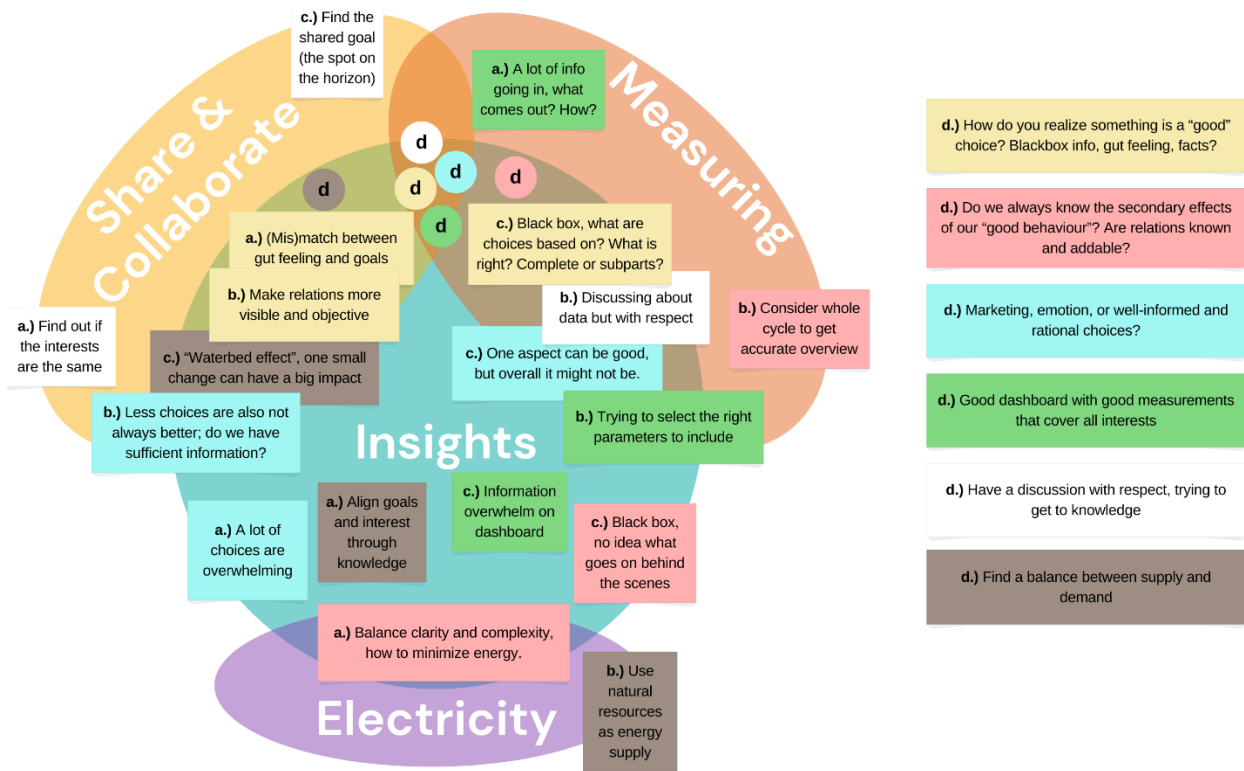 c.) Find the
shared goal
(the spot on
the horizon)
a.) A lot of info
going in, what
comes out? How?
Share &
Collaborate
Measuring
d
d
d
d
d
d
a.) (Mis)match between
gut feeling and goals
c.) Black box, what are
choices based on? What is
right? Complete or subparts?
b.) Make relations more
visible and objective
b.) Discussing about
data but with respect
b.) Consider whole
cycle to get
accurate overview
a.) Find out if
the interests
are the same
c.) “Waterbed effect”, one small
change can have a big impact
c.) One aspect can be good,
but overall it might not be.
b.) Less choices are also not
always better; do we have
sufficient information?
Insights
b.) Trying to select the right
parameters to include
a.) A lot of
choices are
overwhelming
a.) Align goals
and interest
through
knowledge
c.) Information
overwhelm on
dashboard
c.) Black box,
no idea what
goes on behind
the scenes
a.) Balance clarity and complexity,
how to minimize energy.
Electricity
b.) Use
natural
resources
as energy
supply
d.) How do you realize something is a “good”
choice? Blackbox info, gut feeling, facts?
d.) Do we always know the secondary effects
of our “good behaviour”? Are relations
known and addable?
d.) Marketing, emotion, or well-informed and
rational choices?
d.) Good dashboard with good measurements
that cover all interests
d.) Have a discussion with respect, trying to
get to knowledge
d.) Find a balance between supply and
demand